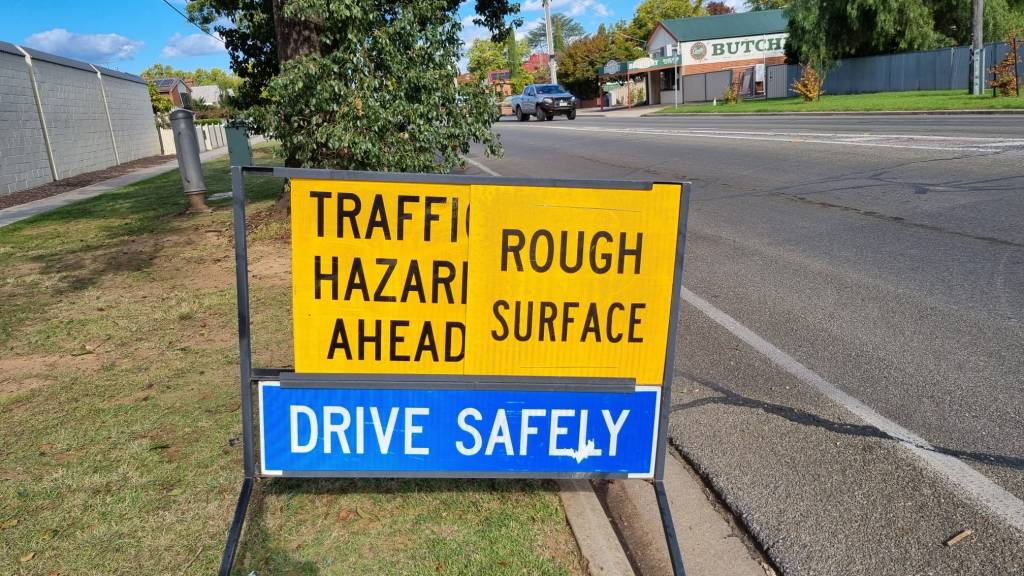 TRAFFI
HAZAR
AHEAD
ROUGH
SURFACE
DRIVE SAFELY
BUTCH